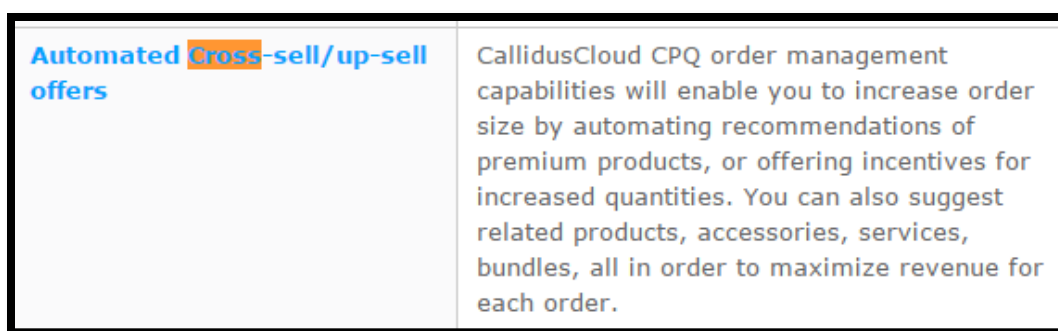 Automated Cross-sell/up-sell
offers
CallidusCloud CPQ order management
capabilities will enable you to increase order
size by automating recommendations of
premium products, or offering incentives for
increased quantities. You can also suggest
related products, accessories, services,
bundles, all in order to maximize revenue for
each order.